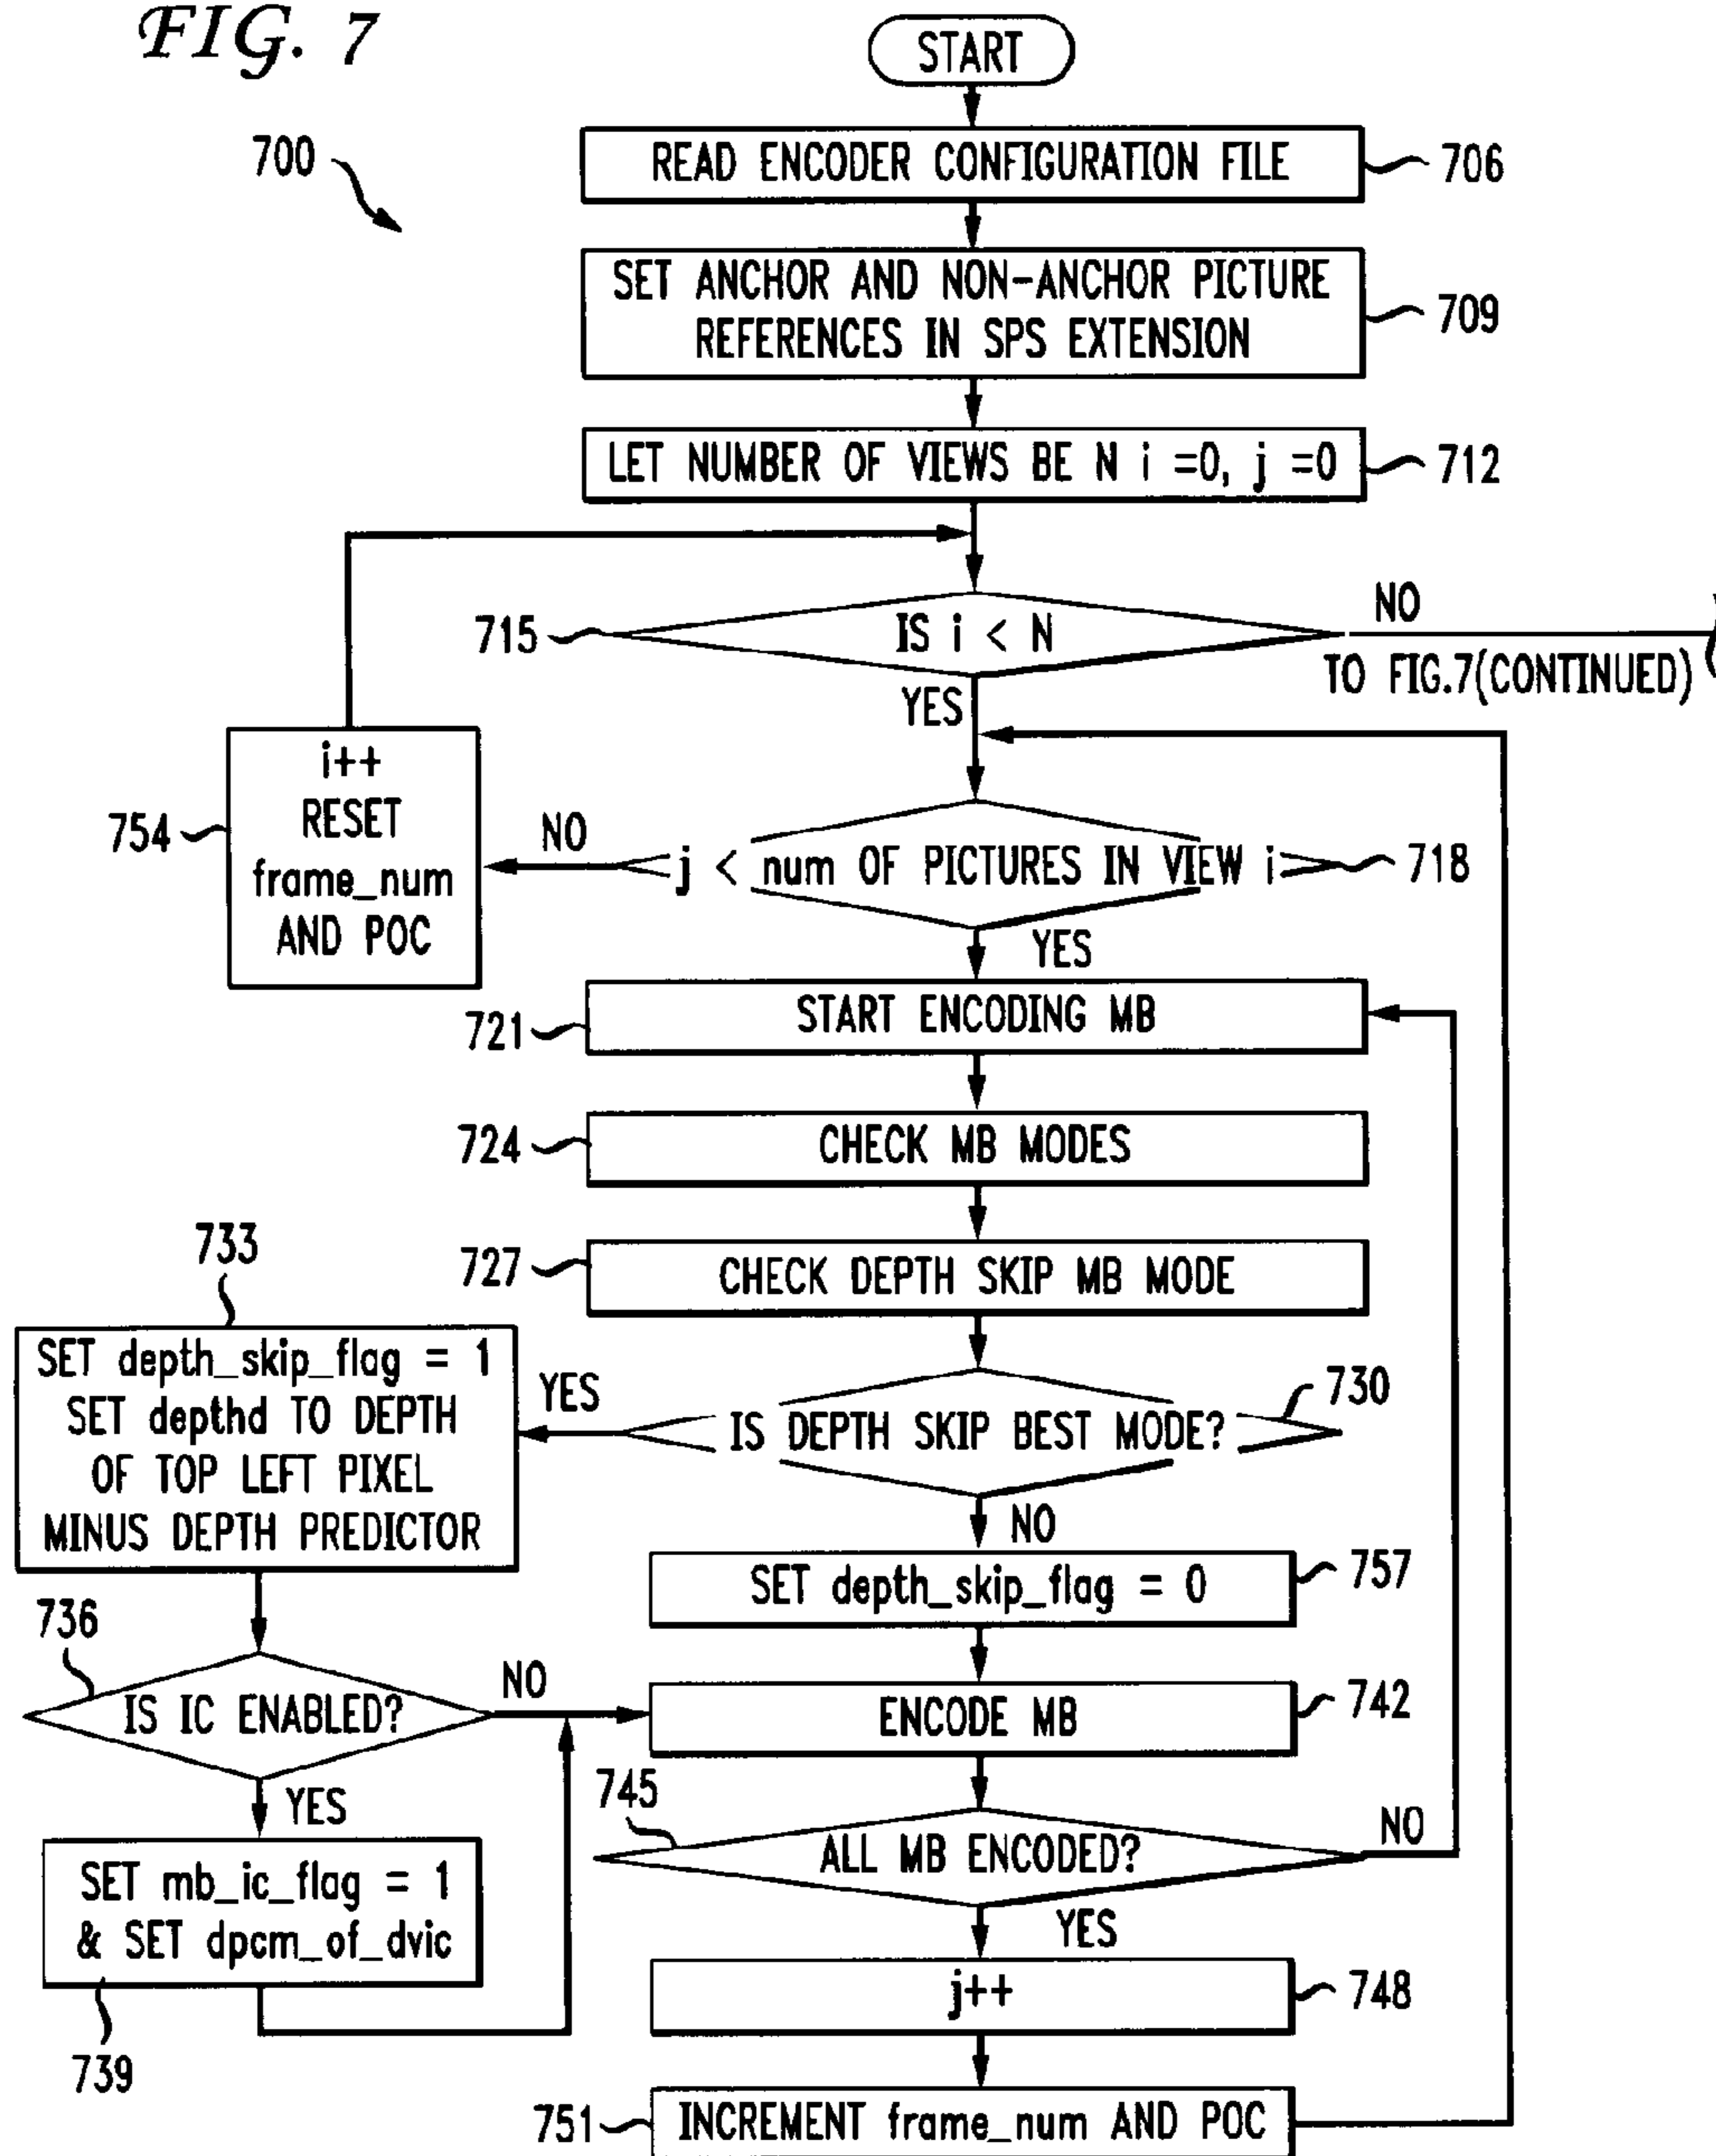 FIG. 7
START
700
READ ENCODER CONFIGURATION FILE
706
SET ANCHOR AND NON-ANCHOR PICTURE
REFERENCES IN SPS EXTENSION
709
LET NUMBER OF VIEWS BE N i =0, j =0
712
715
IS i < N
NO
TO FIG.7(CONTINUED)
YES
754
i++
RESET
frame_num
AND POC
NO
j < num OF PICTURES IN VIEW i
718
YES
721
START ENCODING MB
724
CHECK MB MODES
727
CHECK DEPTH SKIP MB MODE
733
SET depth_skip_flag = 1
SET depthd TO DEPTH
OF TOP LEFT PIXEL
MINUS DEPTH PREDICTOR
YES
IS DEPTH SKIP BEST MODE?
730
NO
SET depth_skip_flag = 0
757
736
IS IC ENABLED?
NO
ENCODE MB
742
YES
745
ALL MB ENCODED?
NO
SET mb_ic_flag = 1
& SET dpcm_of_dvic
739
YES
j++
748
751
INCREMENT frame_num AND POC